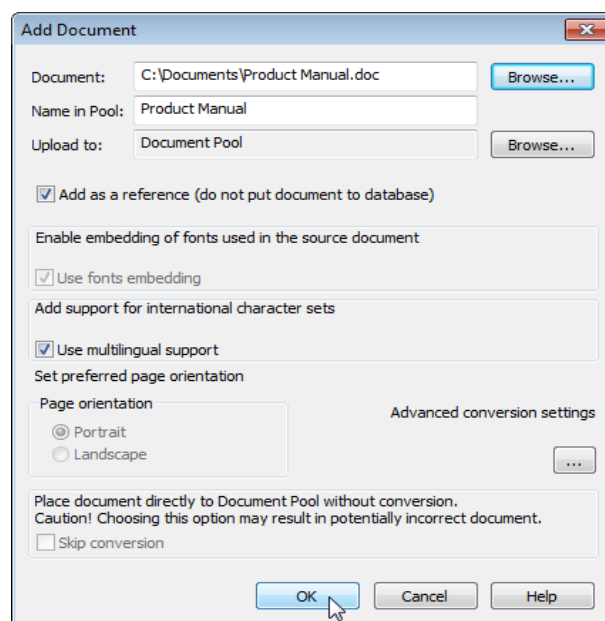 Add Document
Document: C:\Documents\Product Manual.doc Browse...
Name in Pool: Product Manual
Upload to: Document Pool Browse...
Add as a reference (do not put document to database)
Enable embedding of fonts used in the source document
Use fonts embedding
Add support for international character sets
Use multilingual support
Set preferred page orientation
Page orientation
Advanced conversion settings
Portrait
Landscape
...
Place document directly to Document Pool without conversion.
Caution! Choosing this option may result in potentially incorrect document.
Skip conversion
OK Cancel Help